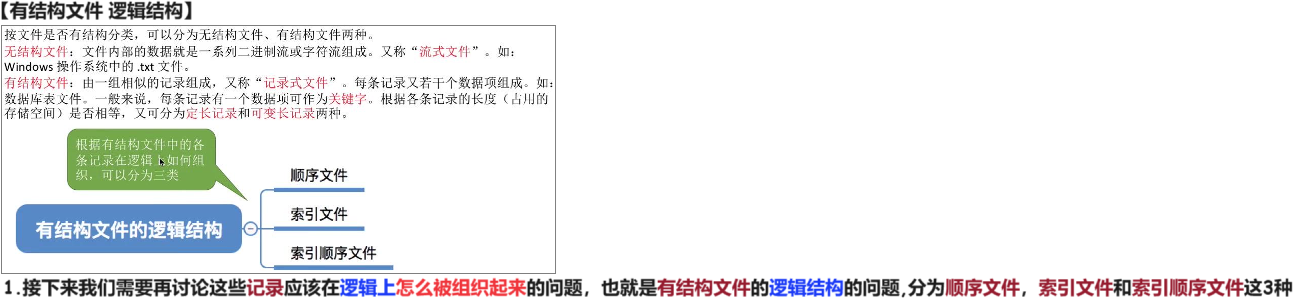 【有结构文件 逻辑结构】
按文件是否有结构分类，可以分为无结构文件、有结构文件两种。
无结构文件：文件内部的数据就是一系列二进制流或字符流组成。又称“流式文件”。如：
Windows 操作系统中的 .txt 文件。
有结构文件：由一组相似的记录组成，又称“记录式文件”。每条记录又若干个数据项组成。如：
数据库表文件。一般来说，每条记录有一个数据项可作为关键字。根据各条记录的长度（占用的
存储空间）是否相等，又可分为定长记录和可变长记录两种。
根据有结构文件中的各
条记录在逻辑上如何组
织，可以分为三类
有结构文件的逻辑结构
顺序文件
索引文件
索引顺序文件
1.接下来我们需要再讨论这些记录应该在逻辑上怎么被组织起来的问题，也就是有结构文件的逻辑结构的问题,分为顺序文件，索引文件和索引顺序文件这3种